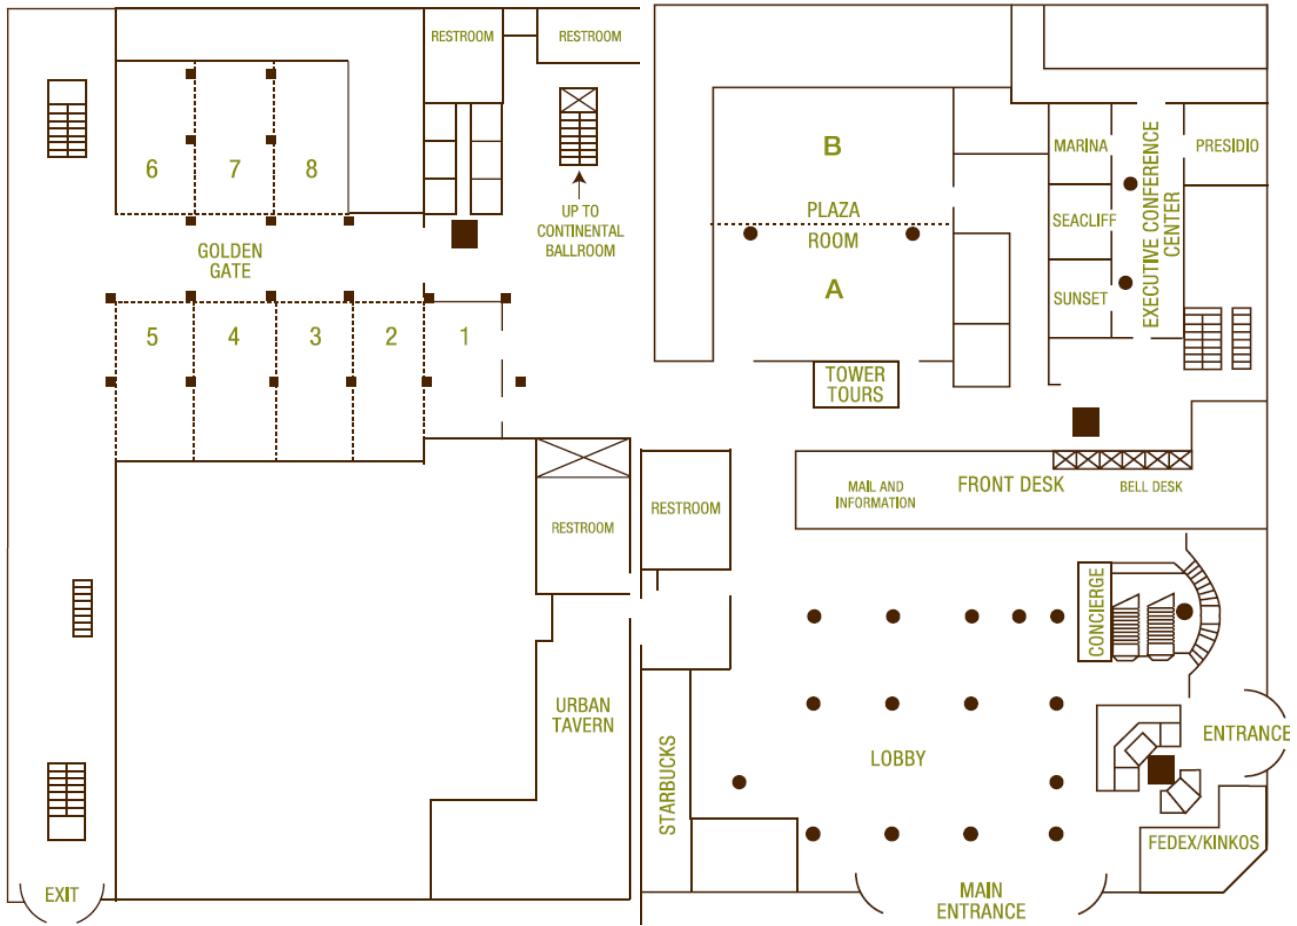 RESTROOM
RESTROOM
6
7
8
UP TO
CONTINENTAL
BALLROOM
GOLDEN
GATE
5
4
3
2
1
B
PLAZA
ROOM
A
TOWER
TOURS
MARINA
SEACLIFF
SUNSET
EXECUTIVE CONFERENCE
CENTER
PRESIDIO
MAIL AND
INFORMATION
FRONT DESK
BELL DESK
RESTROOM
RESTROOM
CONCIERGE
URBAN
TAVERN
STARBUCKS
LOBBY
ENTRANCE
FEDEX/KINKOS
EXIT
MAIN
ENTRANCE